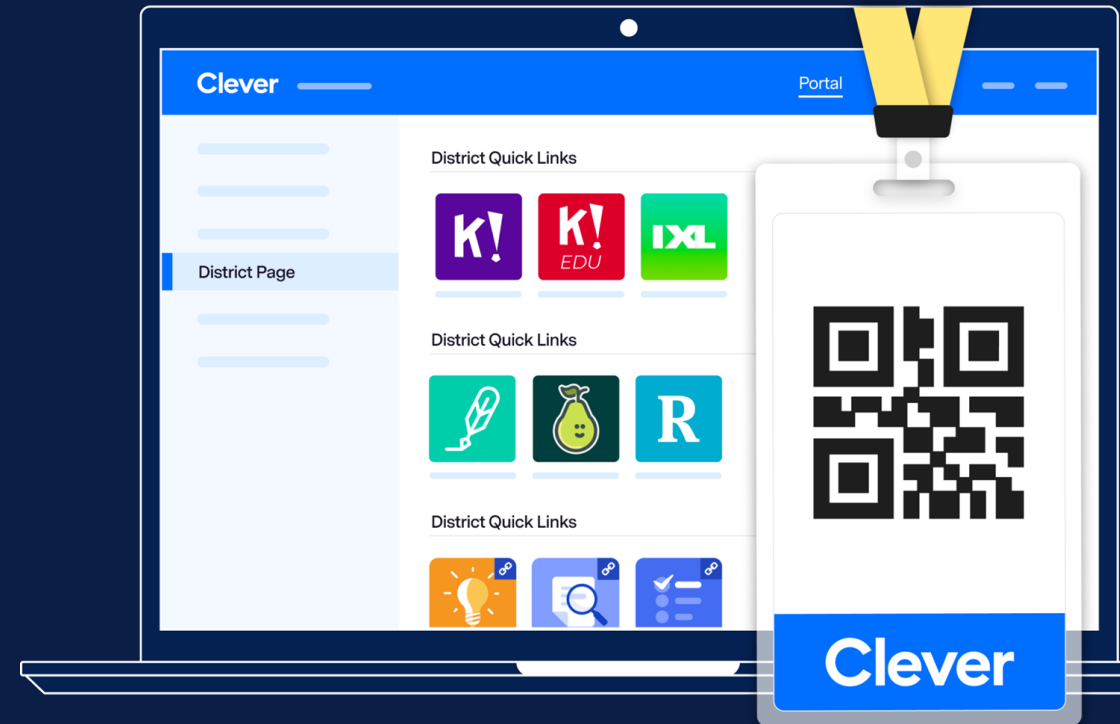 Clever
Portal
District Quick Links
K!
K!
EDU
IXL
District Page
District Quick Links
R
District Quick Links
Clever